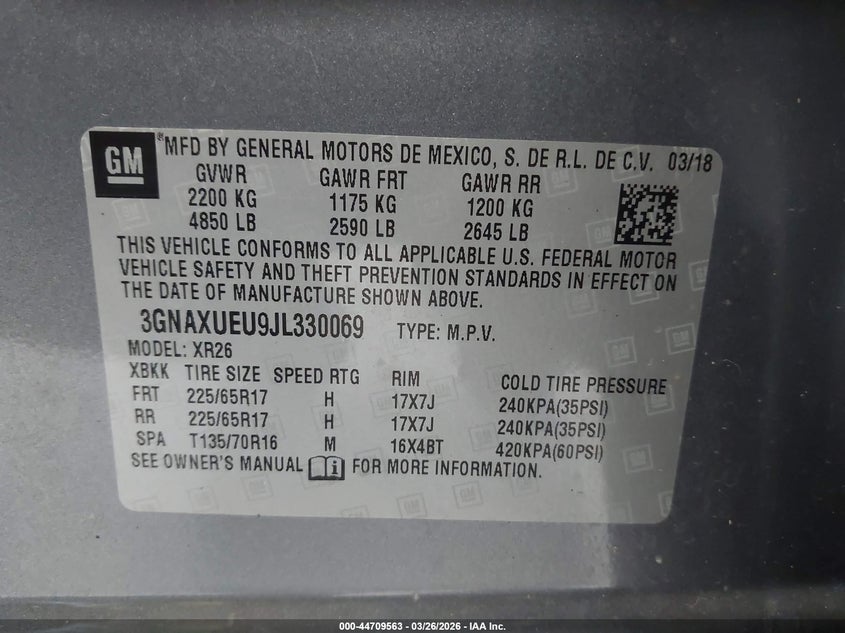 GM
®MFD BY GENERAL MOTORS DE MEXICO, S. DE R.L. DE C.V. 03/18
GVWR GAWR FRT GAWR RR
2200 KG 1175 KG 1200 KG
4850 LB 2590 LB 2645 LB
THIS VEHICLE CONFORMS TO ALL APPLICABLE U.S. FEDERAL MOTOR
VEHICLE SAFETY AND THEFT PREVENTION STANDARDS IN EFFECT ON
THE DATE OF MANUFACTURE SHOWN ABOVE.
3GNAXUEU9JL330069 TYPE: M.P.V.
MODEL: XR26
XBKK TIRE SIZE SPEED RTG RIM COLD TIRE PRESSURE
FRT 225/65R17 H 17X7J 240KPA(35PSI)
RR 225/65R17 H 17X7J 240KPA(35PSI)
SPA T135/70R16 M 16X4BT 420KPA(60PSI)
SEE OWNER'S MANUAL FOR MORE INFORMATION.
000-44709563 - 03/26/2026 - IAA Inc.